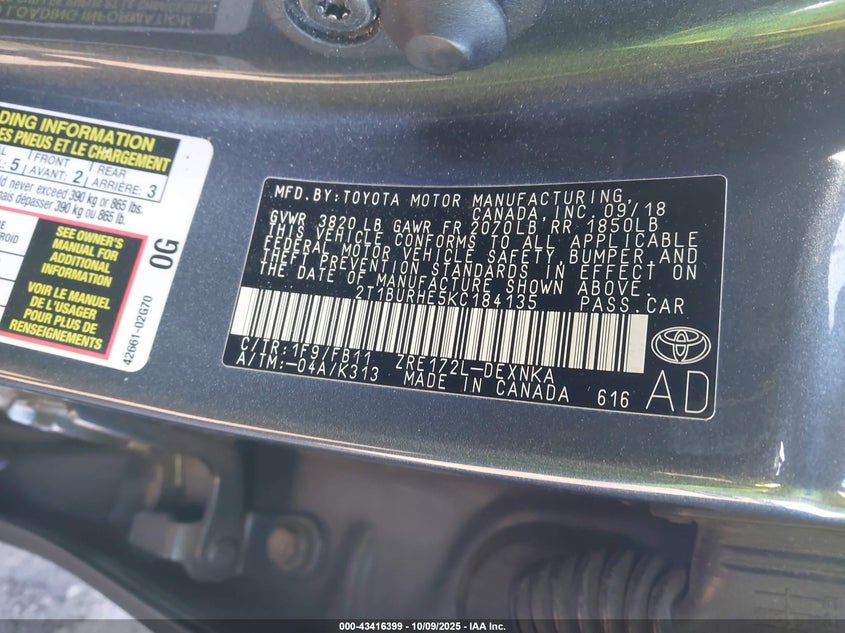 LOADING INFORMATION
DING INFORMATION
ES PNEUS ET LE CHARGEMENT
5 FRONT AVANT: 2 REAR ARRIÈRE: 3
ld never exceed 390 kg or 865 lbs.
mais dépasser 390 kg ou 865 lb.
SEE OWNER'S
MANUAL FOR
ADDITIONAL
INFORMATION
VOIR LE MANUEL
DE L'USAGER
POUR PLUS DE
RENSEIGNEMENTS
0G
42661-02G70
MFD.BY:TOYOTA MOTOR MANUFACTURING,
CANADA,INC. 09/18
GVWR 3820LB GAWR FR 2070LB RR 1850LB
THIS VEHICLE CONFORMS TO ALL APPLICABLE
FEDERAL MOTOR VEHICLE SAFETY,BUMPER,AND
THEFT PREVENTION STANDARDS IN EFFECT ON
THE DATE OF MANUFACTURE SHOWN ABOVE.
2T1BURHE5KC184135 PASS.CAR
C/TR:1F9/FB11 ZRE172L-DEXNKA
A/TM:-04A/K313 MADE IN CANADA 616
AD
000-43416399 - 10/09/2025 - IAA Inc.